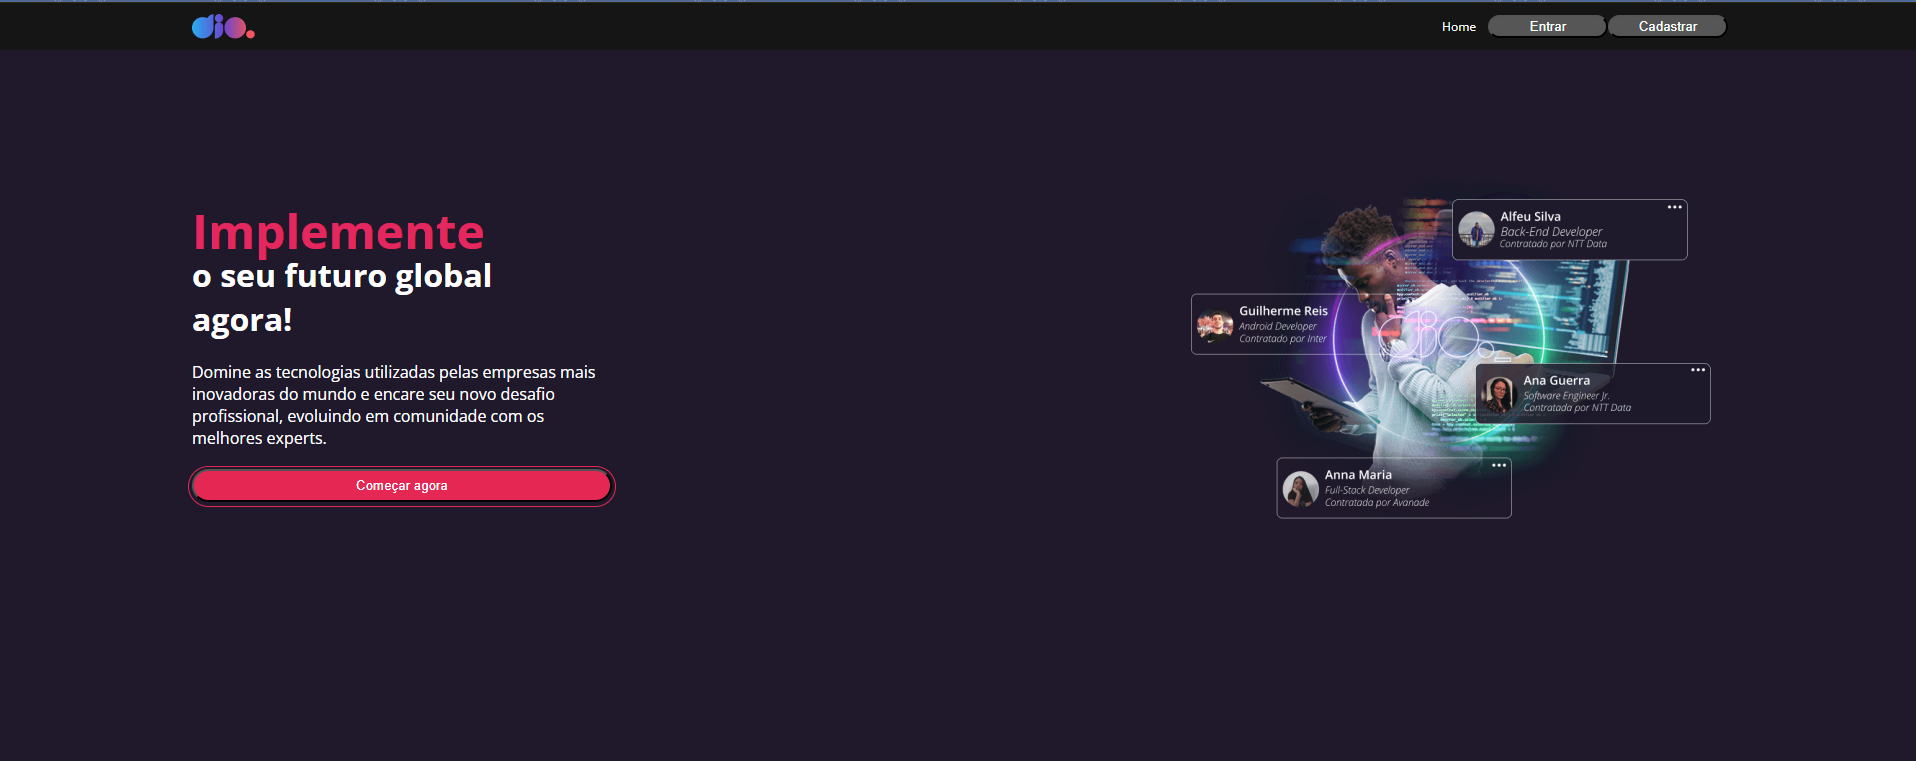 dio.
Home
Entrar
Cadastrar
Implemente
o seu futuro global
agora!
Domine as tecnologias utilizadas pelas empresas mais
inovadoras do mundo e encare seu novo desafio
profissional, evoluindo em comunidade com os
melhores experts.
Começar agora
Alfeu Silva
Back-End Developer
Contratado por NTT Data
Guilherme Reis
Android Developer
Contratado por Inter
dio.
Ana Guerra
Software Engineer Jr.
Contratada por NTT Data
Anna Maria
Full-Stack Developer
Contratada por Avanade